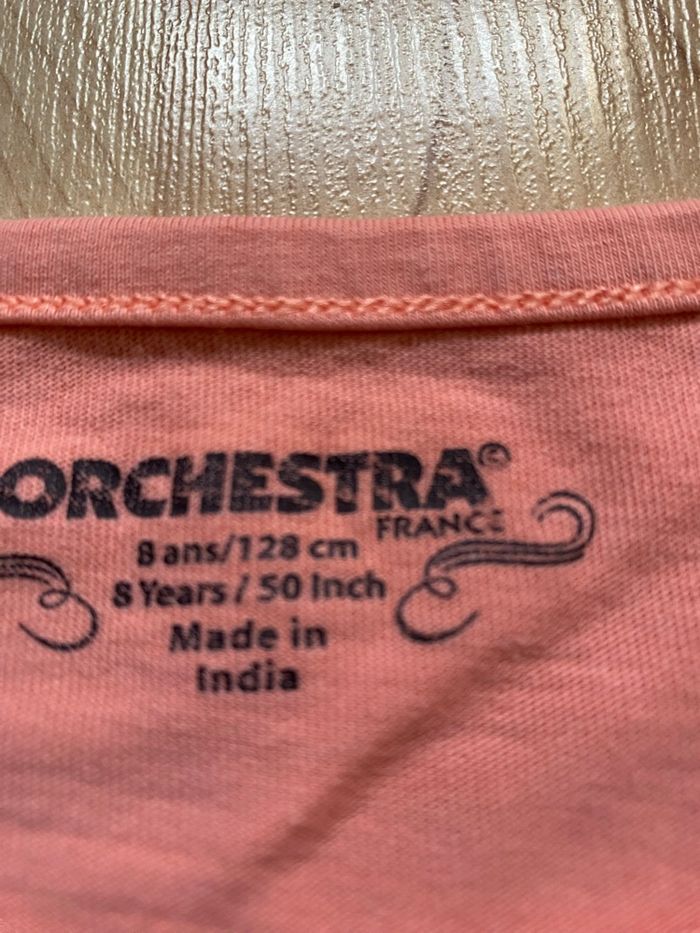 ORCHESTRA©
FRANCE
8 ans/128 cm
8 Years / 50 Inch
Made in
India